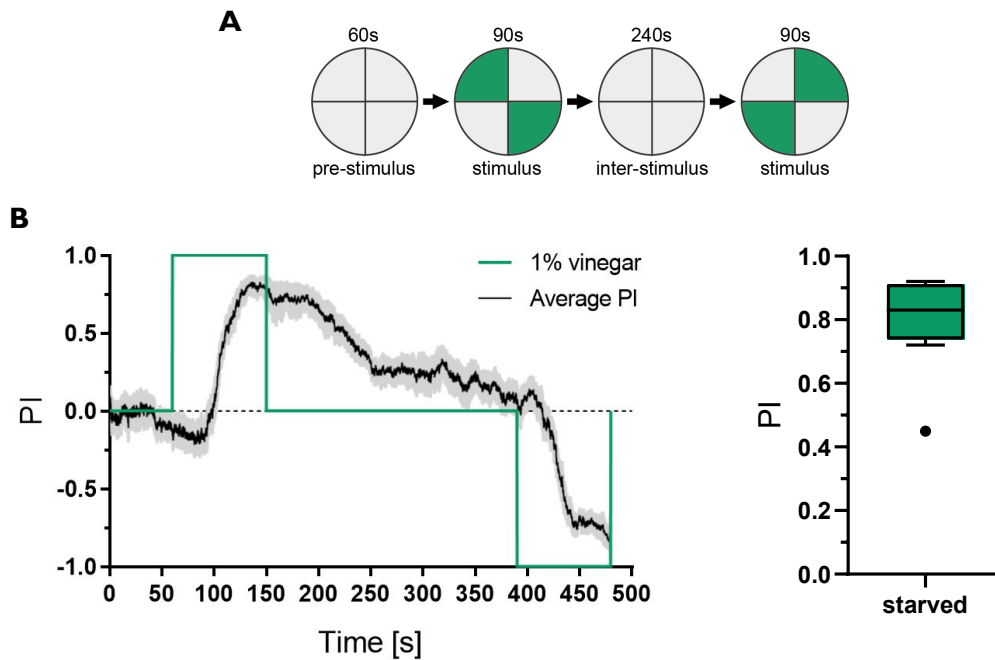 A
60s 90s 240s 90s
pre-stimulus stimulus inter-stimulus stimulus
B
1.0
0.5
0.0
-0.5
-1.0
PI
0 50 100 150 200 250 300 350 400 450 500
Time [s]
1% vinegar
Average PI
1.0
0.8
0.6
0.4
0.2
0.0
PI
starved